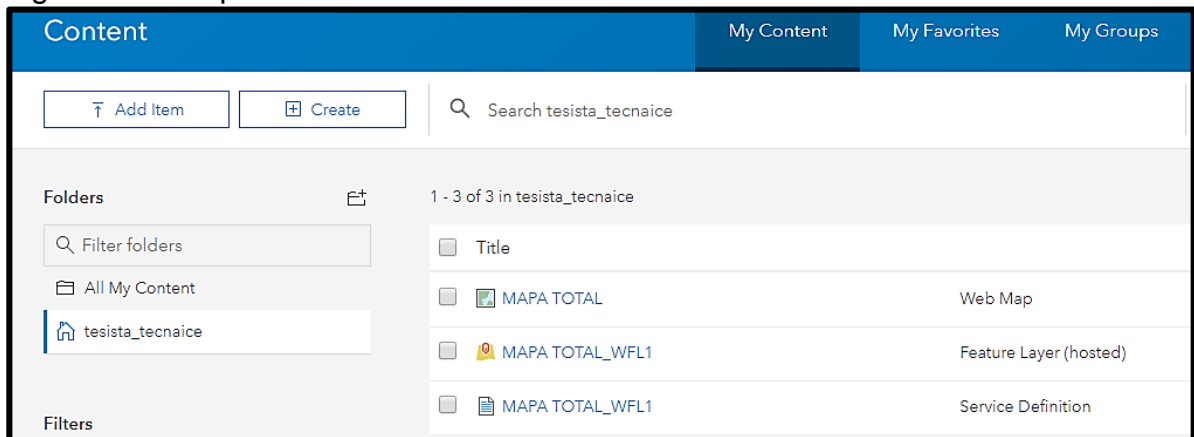 Content
My Content
My Favorites
My Groups
Add Item
Create
Search tesista_tecnaice
Folders
Filter folders
All My Content
tesista_tecnaice
Filters
1 - 3 of 3 in tesista_tecnaice
Title
MAPA TOTAL Web Map
MAPA TOTAL_WFL1 Feature Layer (hosted)
MAPA TOTAL_WFL1 Service Definition